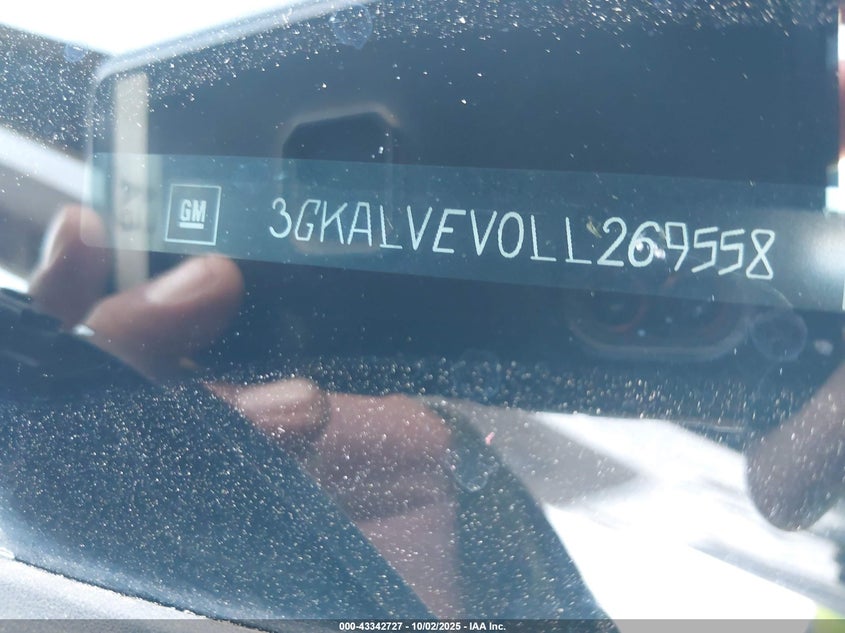 GM 3GKALVEV0LL269558
000-43342727 - 10/02/2025 - IAA Inc.